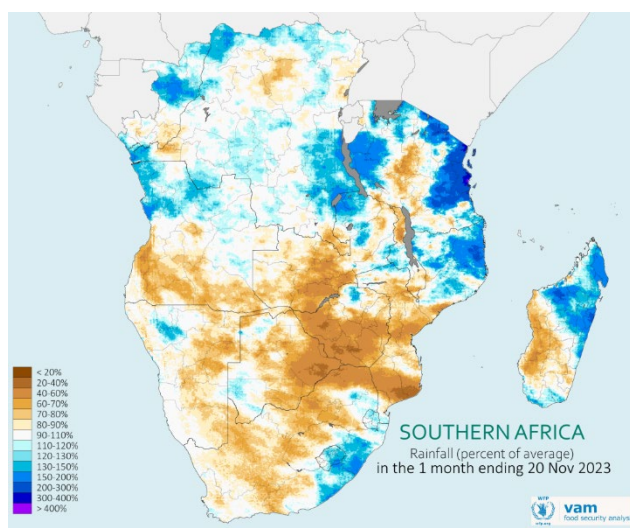 < 20%
20-40%
40-60%
60-70%
70-80%
80-90%
90-110%
110-120%
120-130%
130-150%
150-200%
200-300%
300-400%
> 400%
SOUTHERN AFRICA
Rainfall (percent of average)
in the 1 month ending 20 Nov 2023
WFP
vam
food security analys